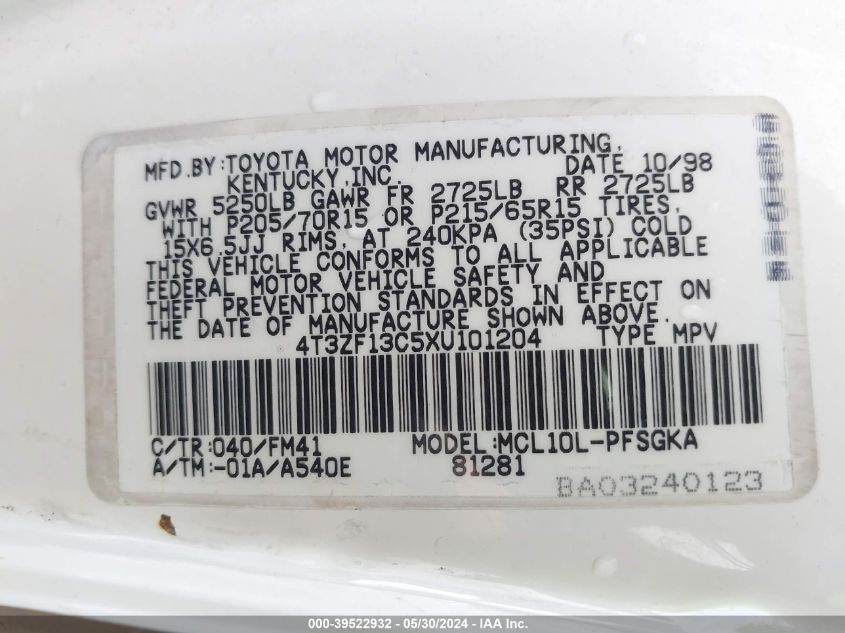 MFD.BY:TOYOTA MOTOR MANUFACTURING,
KENTUCKY,INC. DATE 10/98
GVWR 5250LB GAWR FR 2725LB RR 2725LB
WITH P205/70R15 OR P215/65R15 TIRES,
15X6.5JJ RIMS, AT 240KPA (35PSI) COLD
THIS VEHICLE CONFORMS TO ALL APPLICABLE
FEDERAL MOTOR VEHICLE SAFETY AND
THEFT PREVENTION STANDARDS IN EFFECT ON
THE DATE OF MANUFACTURE SHOWN ABOVE.
4T3ZF13C5XU101204 TYPE MPV
C/TR:040/FM41 MODEL:MCL10L-PFSGKA
A/TM:-01A/A540E 81281
BA03240123
000-39522932 - 05/30/2024 - IAA Inc.